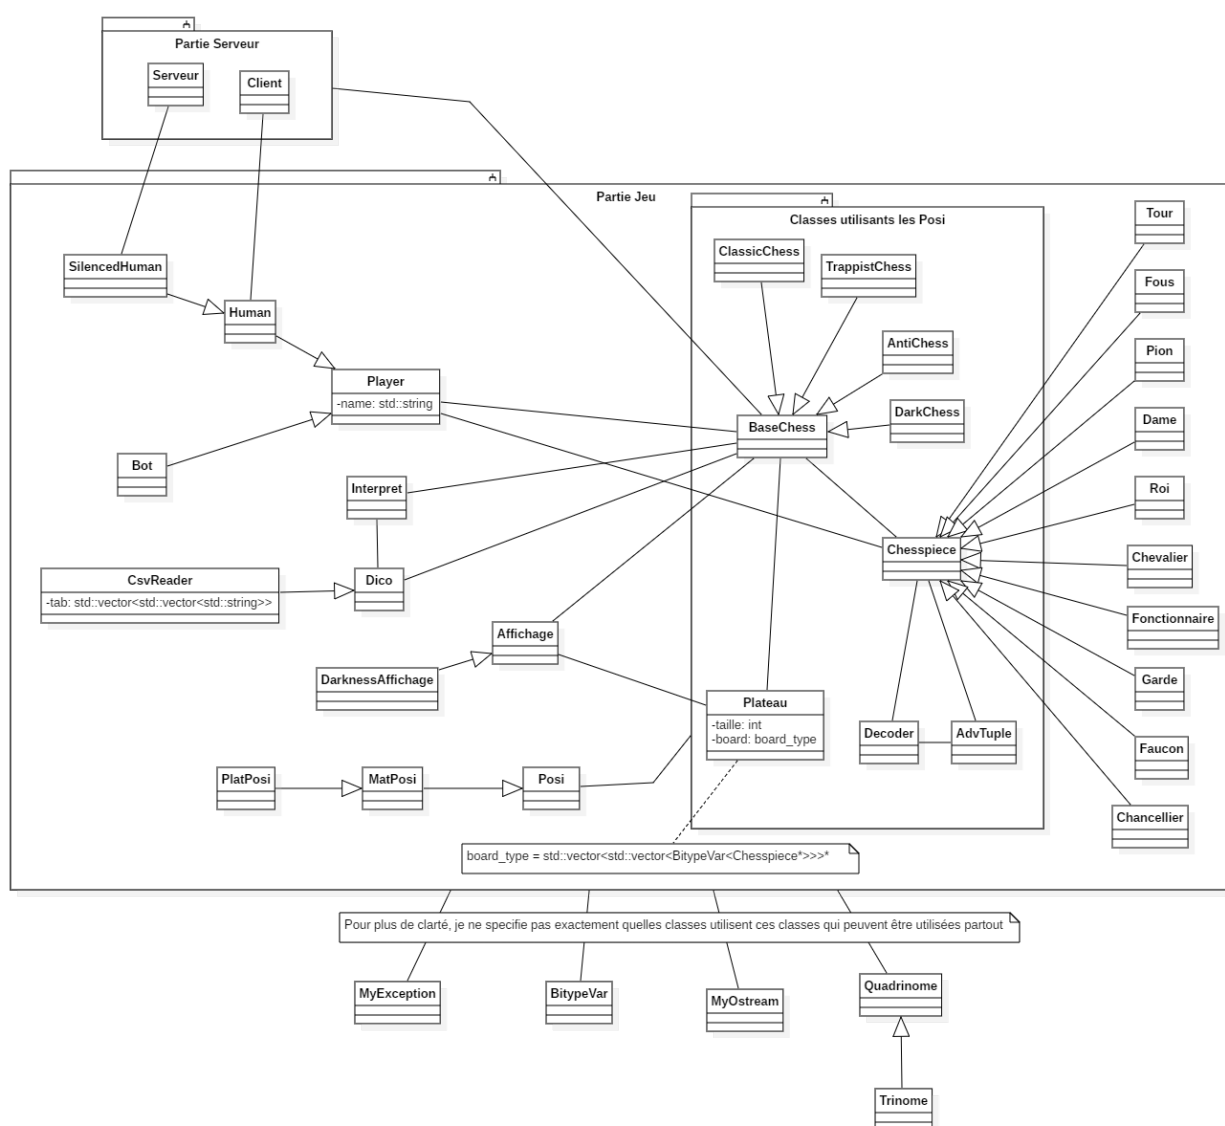 Partie Serveur
Serveur
Client
Partie Jeu
Classes utilisants les Posi
Tour
ClassicChess
TrappistChess
SilencedHuman
Fous
Human
AntiChess
Pion
Player
-name: std::string
DarkChess
Dame
BaseChess
Bot
Interpret
Roi
Chesspiece
Chevalier
CsvReader
-tab: std::vector<std::vector<std::string>>
Dico
Fonctionnaire
Affichage
DarknessAffichage
Garde
Plateau
-taille: int
-board: board_type
Decoder
AdvTuple
Faucon
PlatPosi
MatPosi
Posi
Chancellier
board_type = std::vector<std::vector<BitypeVar<Chesspiece*>>>*
Pour plus de clarté, je ne specifie pas exactement quelles classes utilisent ces classes qui peuvent être utilisées partout
MyException
BitypeVar
MyOstream
Quadrinome
Trinome